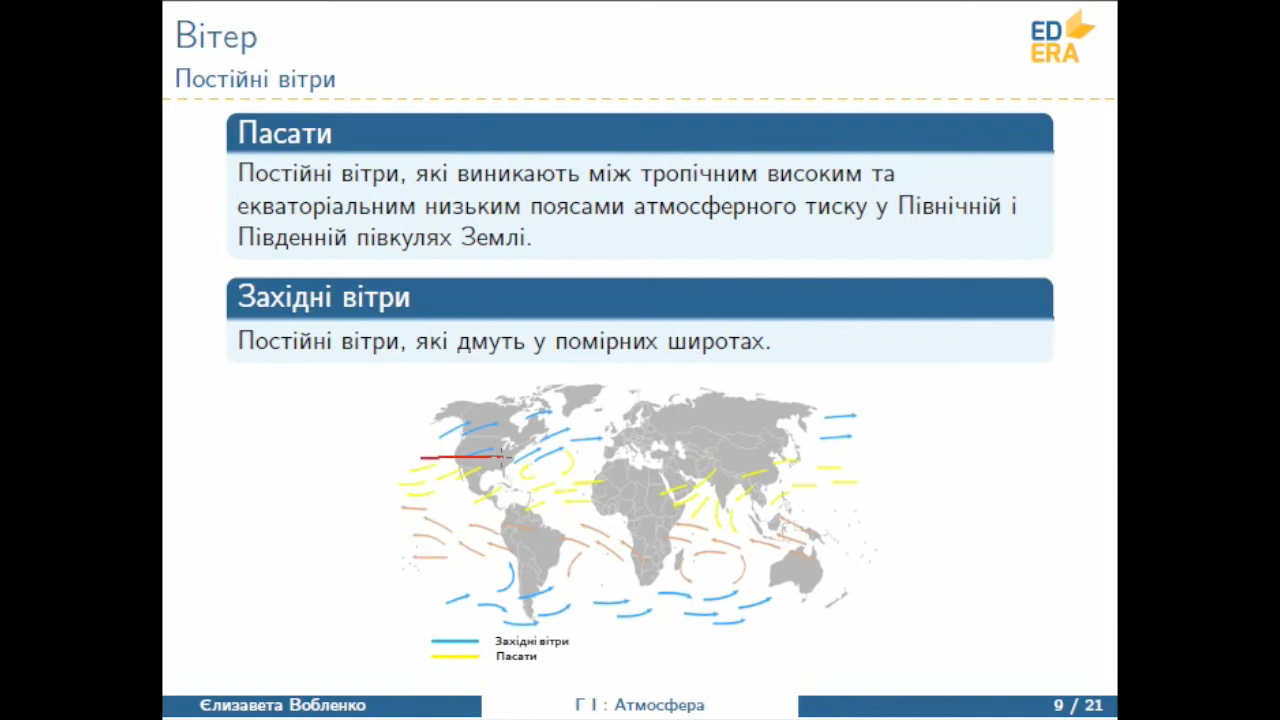 Вітер
Постійні вітри
ED
ERA
Пасати
Постійні вітри, які виникають між тропічним високим та
екваторіальним низьким поясами атмосферного тиску у Північній і
Південній півкулях Землі.
Західні вітри
Постійні вітри, які дмуть у помірних широтах.
Західні вітри
Пасати
Єлизавета Вобленко
Г І : Атмосфера
9 / 21